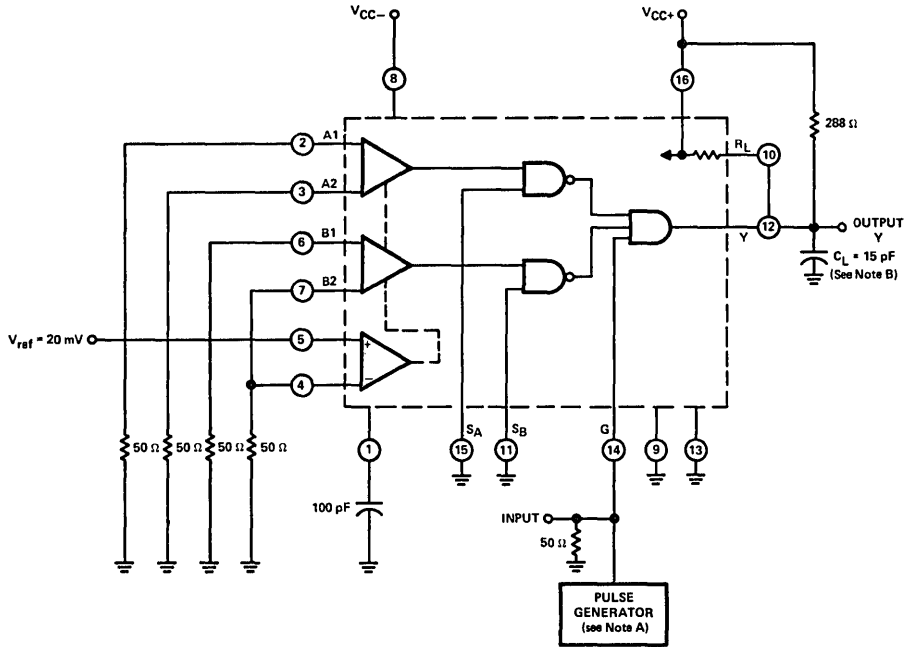 VCC–
VCC+
8
16
2 A1
3 A2
6 B1
7 B2
5
4
+
–
RL
10
12
Y
288 Ω
OUTPUT
Y
CL = 15 pF
(See Note B)
Vref = 20 mV
50 Ω
50 Ω
50 Ω
50 Ω
1
100 pF
SA
15
SB
11
G
14
9
13
INPUT
50 Ω
PULSE
GENERATOR
(see Note A)